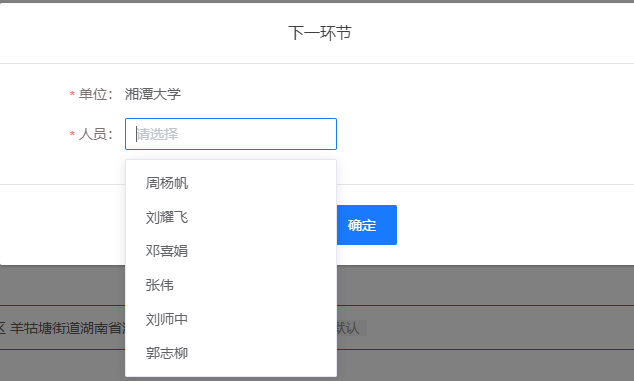 下一环节
* 单位： 湘潭大学
* 人员： 请选择
周杨帆
刘耀飞
邓喜娟
张伟
刘师中
郭志柳
确定
区 羊牯塘街道湖南省 默认